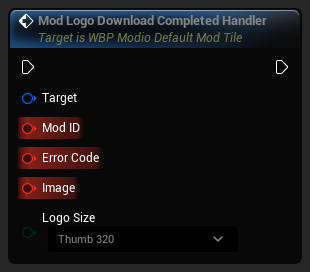 Mod Logo Download Completed Handler
Target is WBP Modio Default Mod Tile
Target
Mod ID
Error Code
Image
Logo Size
Thumb 320